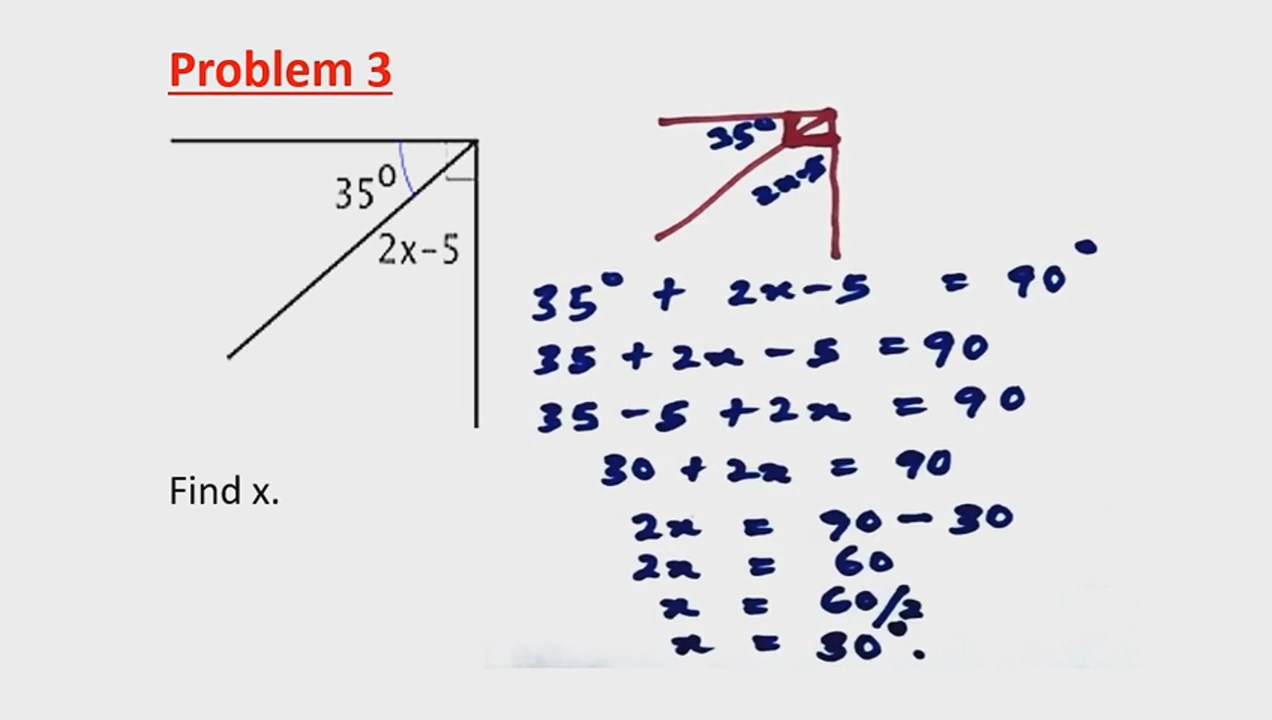 Problem 3
35⁰
2x-5
Find x.
35°
2x-5
35° + 2x-5 = 90°
35 + 2x - 5 = 90
35 - 5 + 2x = 90
30 + 2x = 90
2x = 90 - 30
2x = 60
x = 60/2
x = 30°.